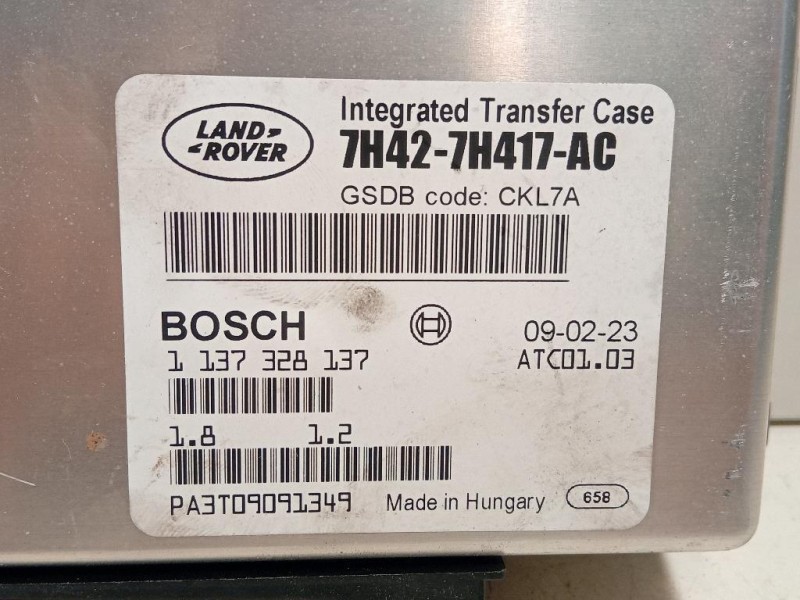 LAND ROVER
Integrated Transfer Case
7H42-7H417-AC
GSDB code: CKL7A
BOSCH
09-02-23
1 137 328 137
ATC01.03
1.8 1.2
PA3T09091349 Made in Hungary 658